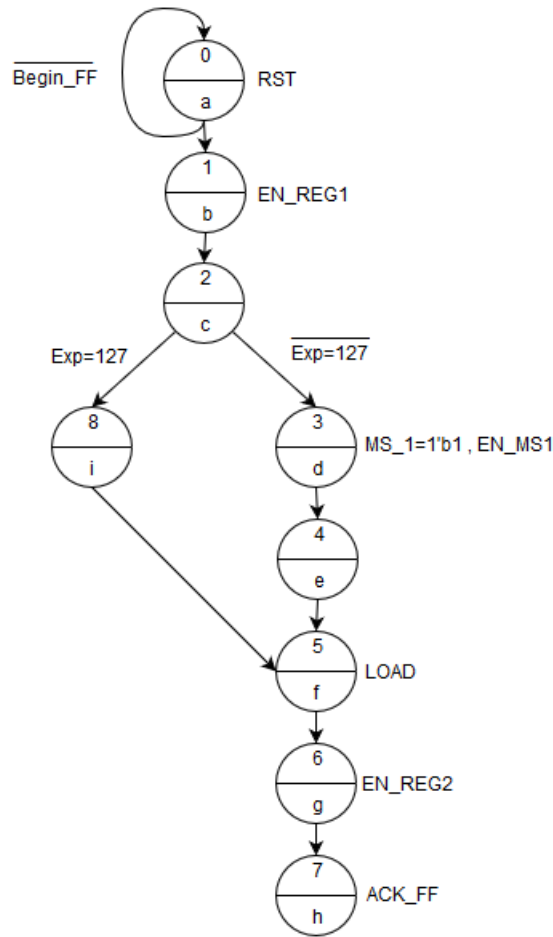 0
Begin_FF
RST
a
1
EN_REG1
b
2
c
Exp=127
Exp=127
8
3
MS_1=1'b1 , EN_MS1
i
d
4
e
5
LOAD
f
6
EN_REG2
g
7
ACK_FF
h